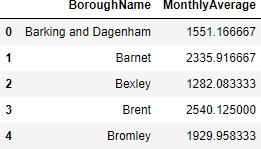 BoroughName MonthlyAverage
0 Barking and Dagenham 1551.166667
1 Barnet 2335.916667
2 Bexley 1282.083333
3 Brent 2540.125000
4 Bromley 1929.958333